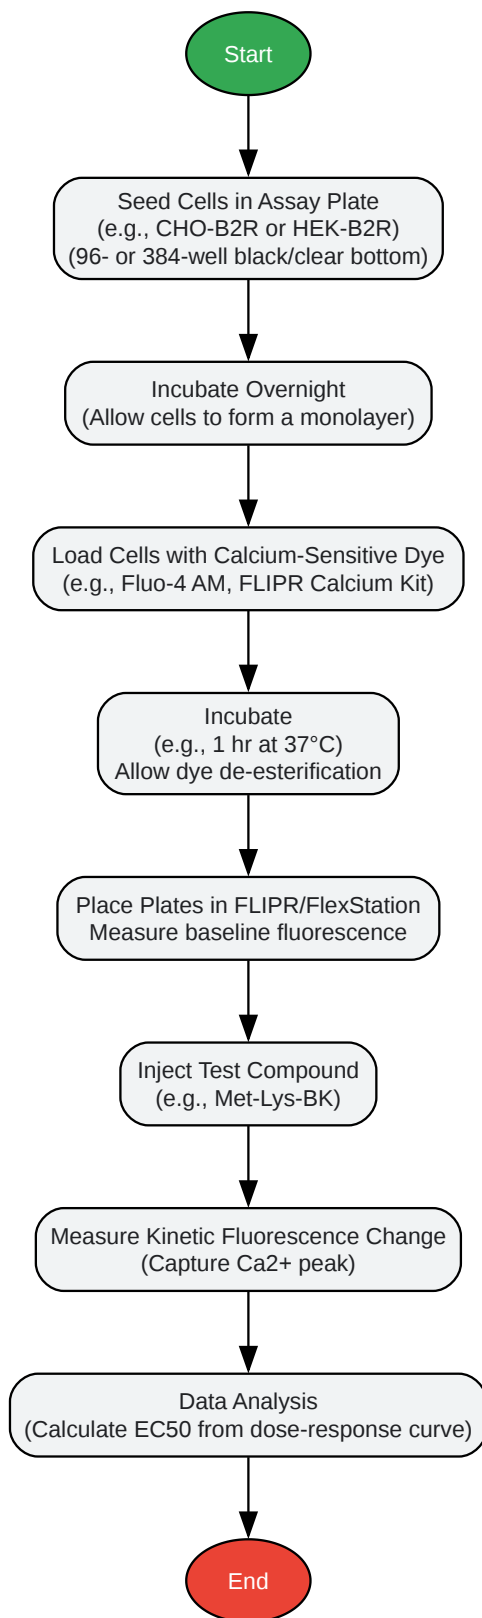 Start
Seed Cells in Assay Plate
(e.g., CHO-B2R or HEK-B2R)
(96- or 384-well black/clear bottom)
Incubate Overnight
(Allow cells to form a monolayer)
Load Cells with Calcium-Sensitive Dye
(e.g., Fluo-4 AM, FLIPR Calcium Kit)
Incubate
(e.g., 1 hr at 37°C)
Allow dye de-esterification
Place Plates in FLIPR/FlexStation
Measure baseline fluorescence
Inject Test Compound
(e.g., Met-Lys-BK)
Measure Kinetic Fluorescence Change
(Capture Ca2+ peak)
Data Analysis
(Calculate EC50 from dose-response curve)
End